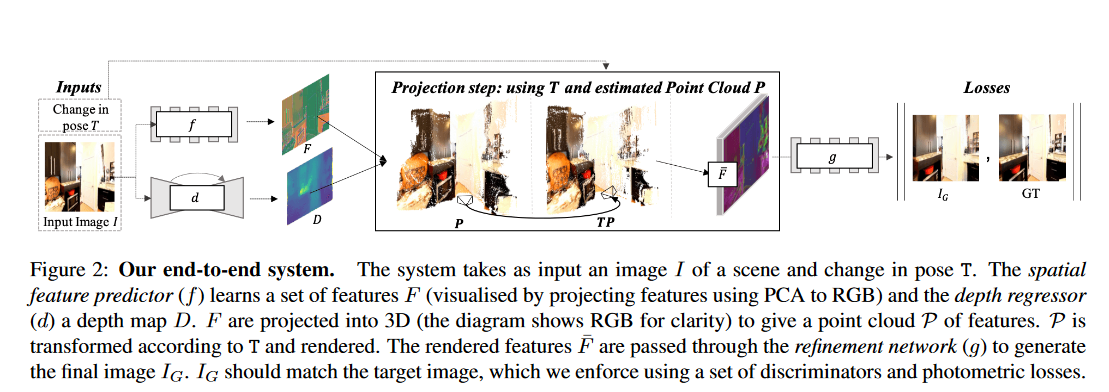 Inputs
Change in
pose T
Input Image I
f
d
F
D
Projection step: using T and estimated Point Cloud P
P
TP
F̄
g
Losses
,
I_G
GT
Figure 2: Our end-to-end system. The system takes as input an image I of a scene and change in pose T. The spatial
feature predictor (f) learns a set of features F (visualised by projecting features using PCA to RGB) and the depth regressor
(d) a depth map D. F are projected into 3D (the diagram shows RGB for clarity) to give a point cloud 𝒫 of features. 𝒫 is
transformed according to T and rendered. The rendered features F̄ are passed through the refinement network (g) to generate
the final image I_G. I_G should match the target image, which we enforce using a set of discriminators and photometric losses.